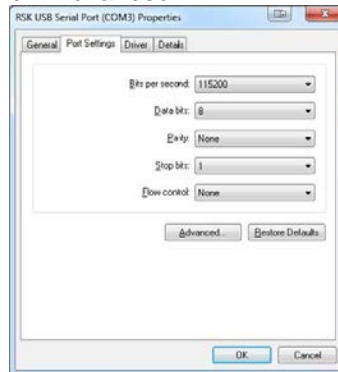 RSK USB Serial Port (COM3) Properties
General Port Settings Driver Details
Bits per second: 115200
Data bits: 8
Parity: None
Stop bits: 1
Flow control: None
Advanced... Restore Defaults
OK Cancel